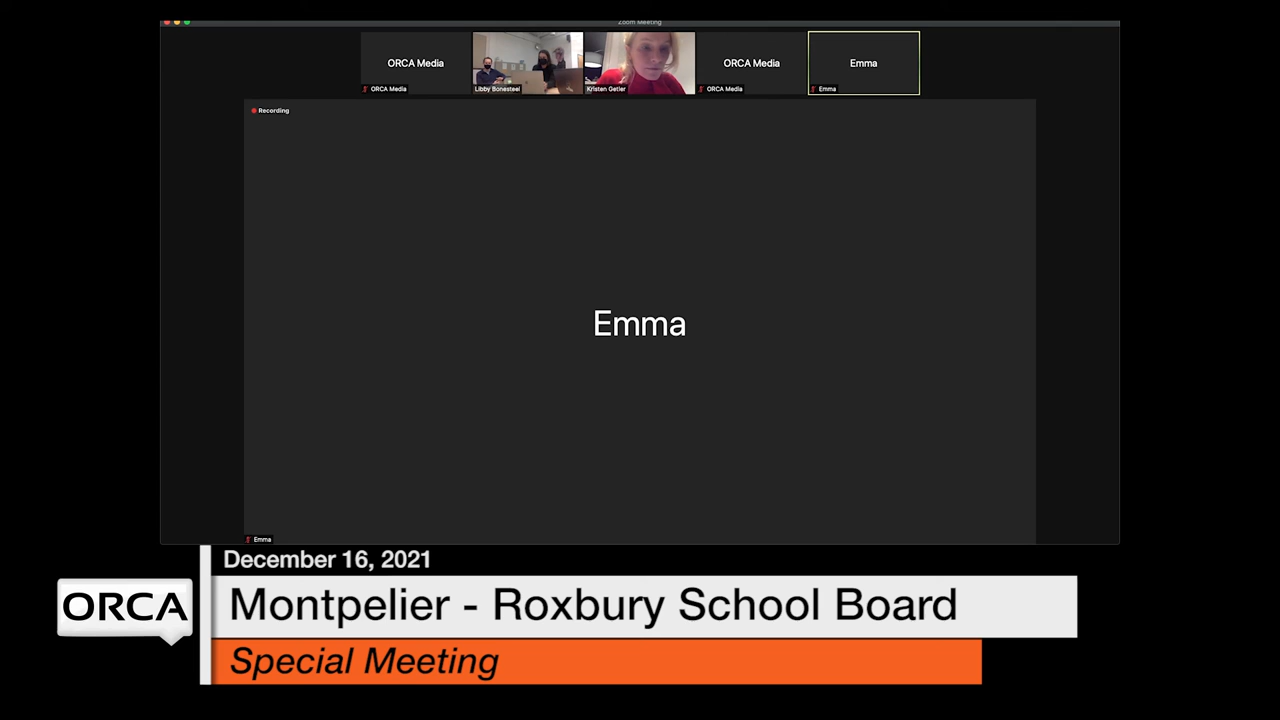 Zoom Meeting
ORCA Media
ORCA Media
Libby Bonesteel
Kristen Getler
ORCA Media
ORCA Media
Emma
Emma
Recording
Emma
Emma
December 16, 2021
ORCA
Montpelier - Roxbury School Board
Special Meeting